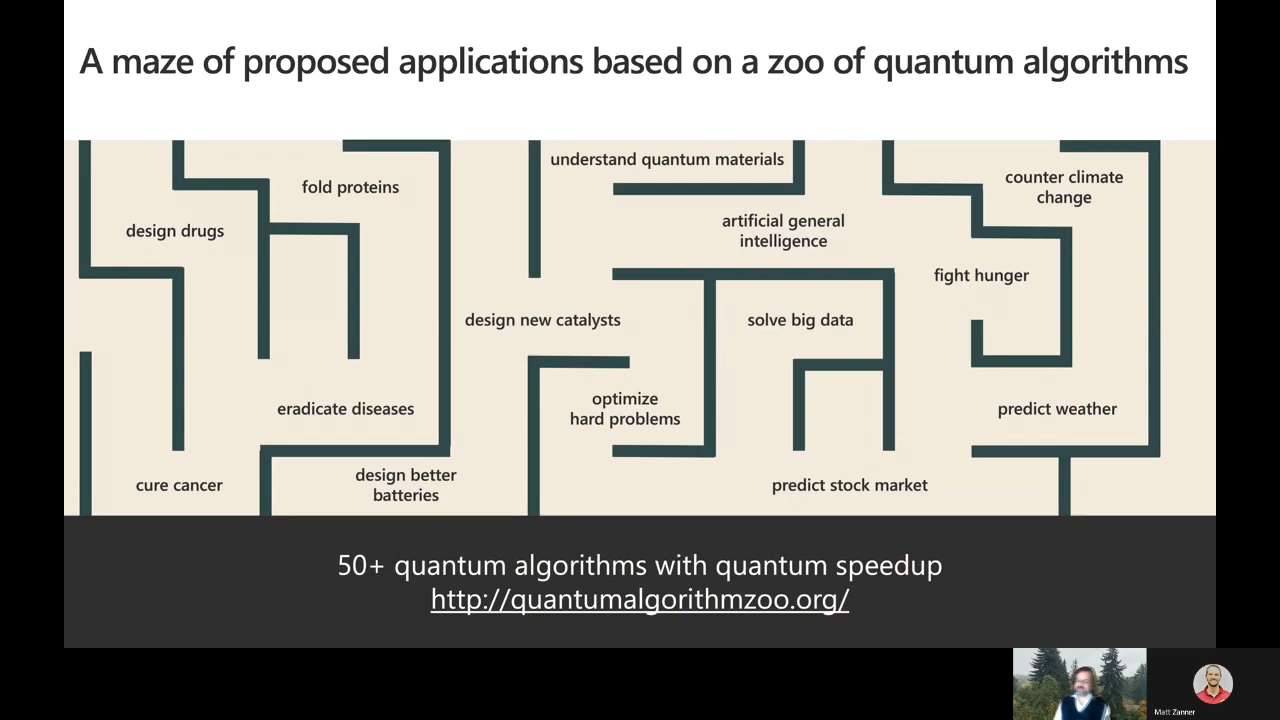 A maze of proposed applications based on a zoo of quantum algorithms
understand quantum materials
fold proteins
counter climate
change
design drugs
artificial general
intelligence
fight hunger
design new catalysts
solve big data
optimize
hard problems
eradicate diseases
predict weather
cure cancer
design better
batteries
predict stock market
50+ quantum algorithms with quantum speedup
http://quantumalgorithmzoo.org/
Matt Zanner